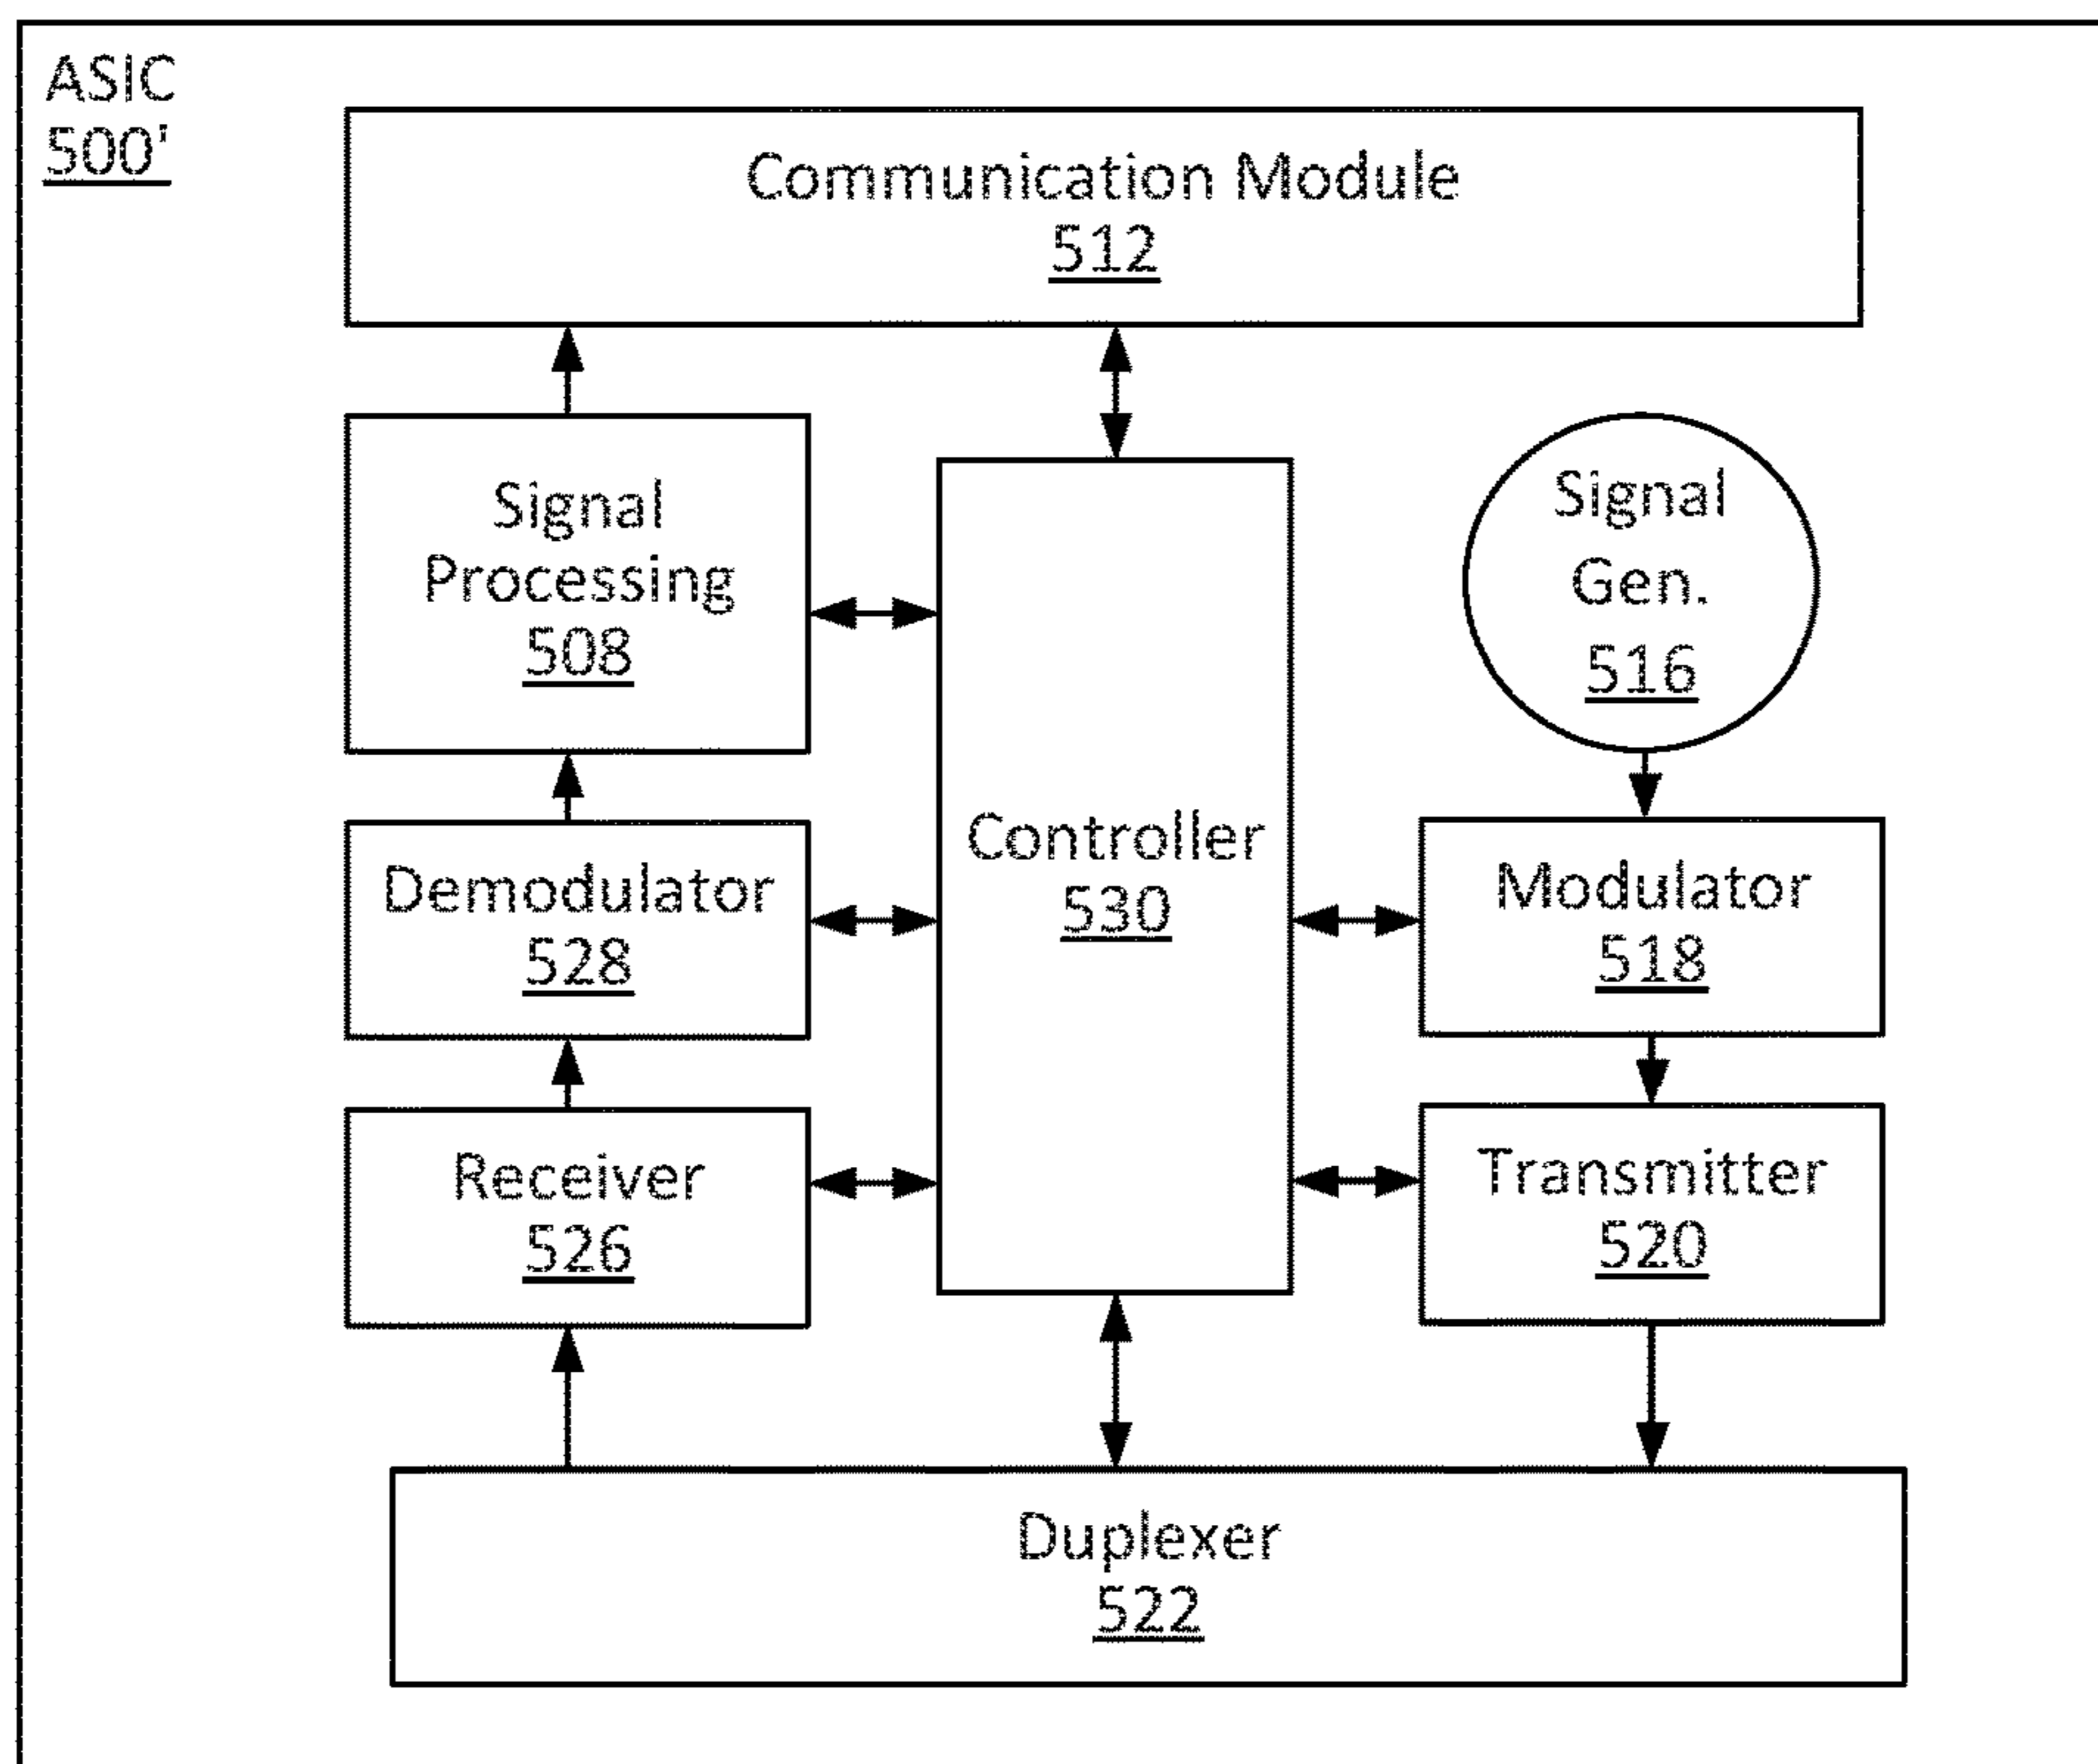 ASIC
500'
Communication Module
512
Signal
Processing
508
Controller
530
Signal
Gen.
516
Demodulator
528
Modulator
518
Receiver
526
Transmitter
520
Duplexer
522